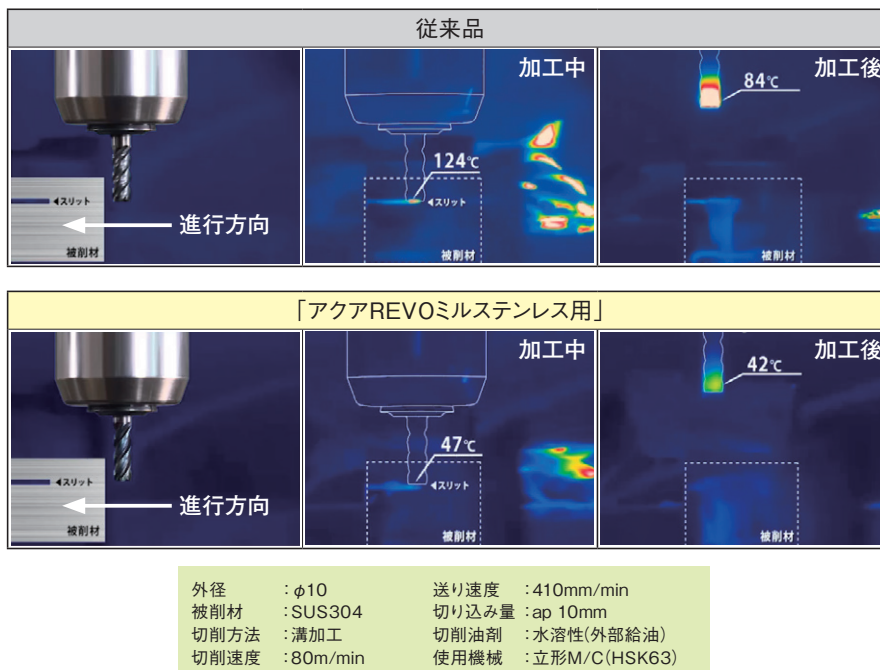 従来品
加工中
加工後
84℃
124℃
◀スリット
◀スリット
進行方向
被削材
被削材
被削材
「アクアREVOミルステンレス用」
加工中
加工後
42℃
47℃
◀スリット
◀スリット
進行方向
被削材
被削材
被削材
外径　：φ10　送り速度　：410mm/min
被削材　：SUS304　切り込み量：ap 10mm
切削方法　：溝加工　切削油剤　：水溶性(外部給油)
切削速度　：80m/min　使用機械　：立形M/C(HSK63)